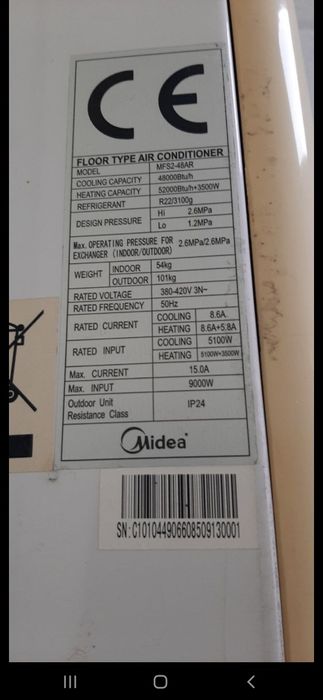 CE
FLOOR TYPE AIR CONDITIONER
MODEL MFS2-48AR
COOLING CAPACITY 48000Btu/h
HEATING CAPACITY 52000Btu/h+3500W
REFRIGERANT R22/3100g
DESIGN PRESSURE Hi 2.6MPa
Lo 1.2MPa
Max. OPERATING PRESSURE FOR EXCHANGER (INDOOR/OUTDOOR) 2.6MPa/2.6MPa
WEIGHT INDOOR 54kg
OUTDOOR 101kg
RATED VOLTAGE 380-420V 3N~
RATED FREQUENCY 50Hz
RATED CURRENT COOLING 8.6A
HEATING 8.6A+5.8A
RATED INPUT COOLING 5100W
HEATING 5100W+3500W
Max. CURRENT 15.0A
Max. INPUT 9000W
Outdoor Unit Resistance Class IP24
Midea
SN: C101044906608509130001